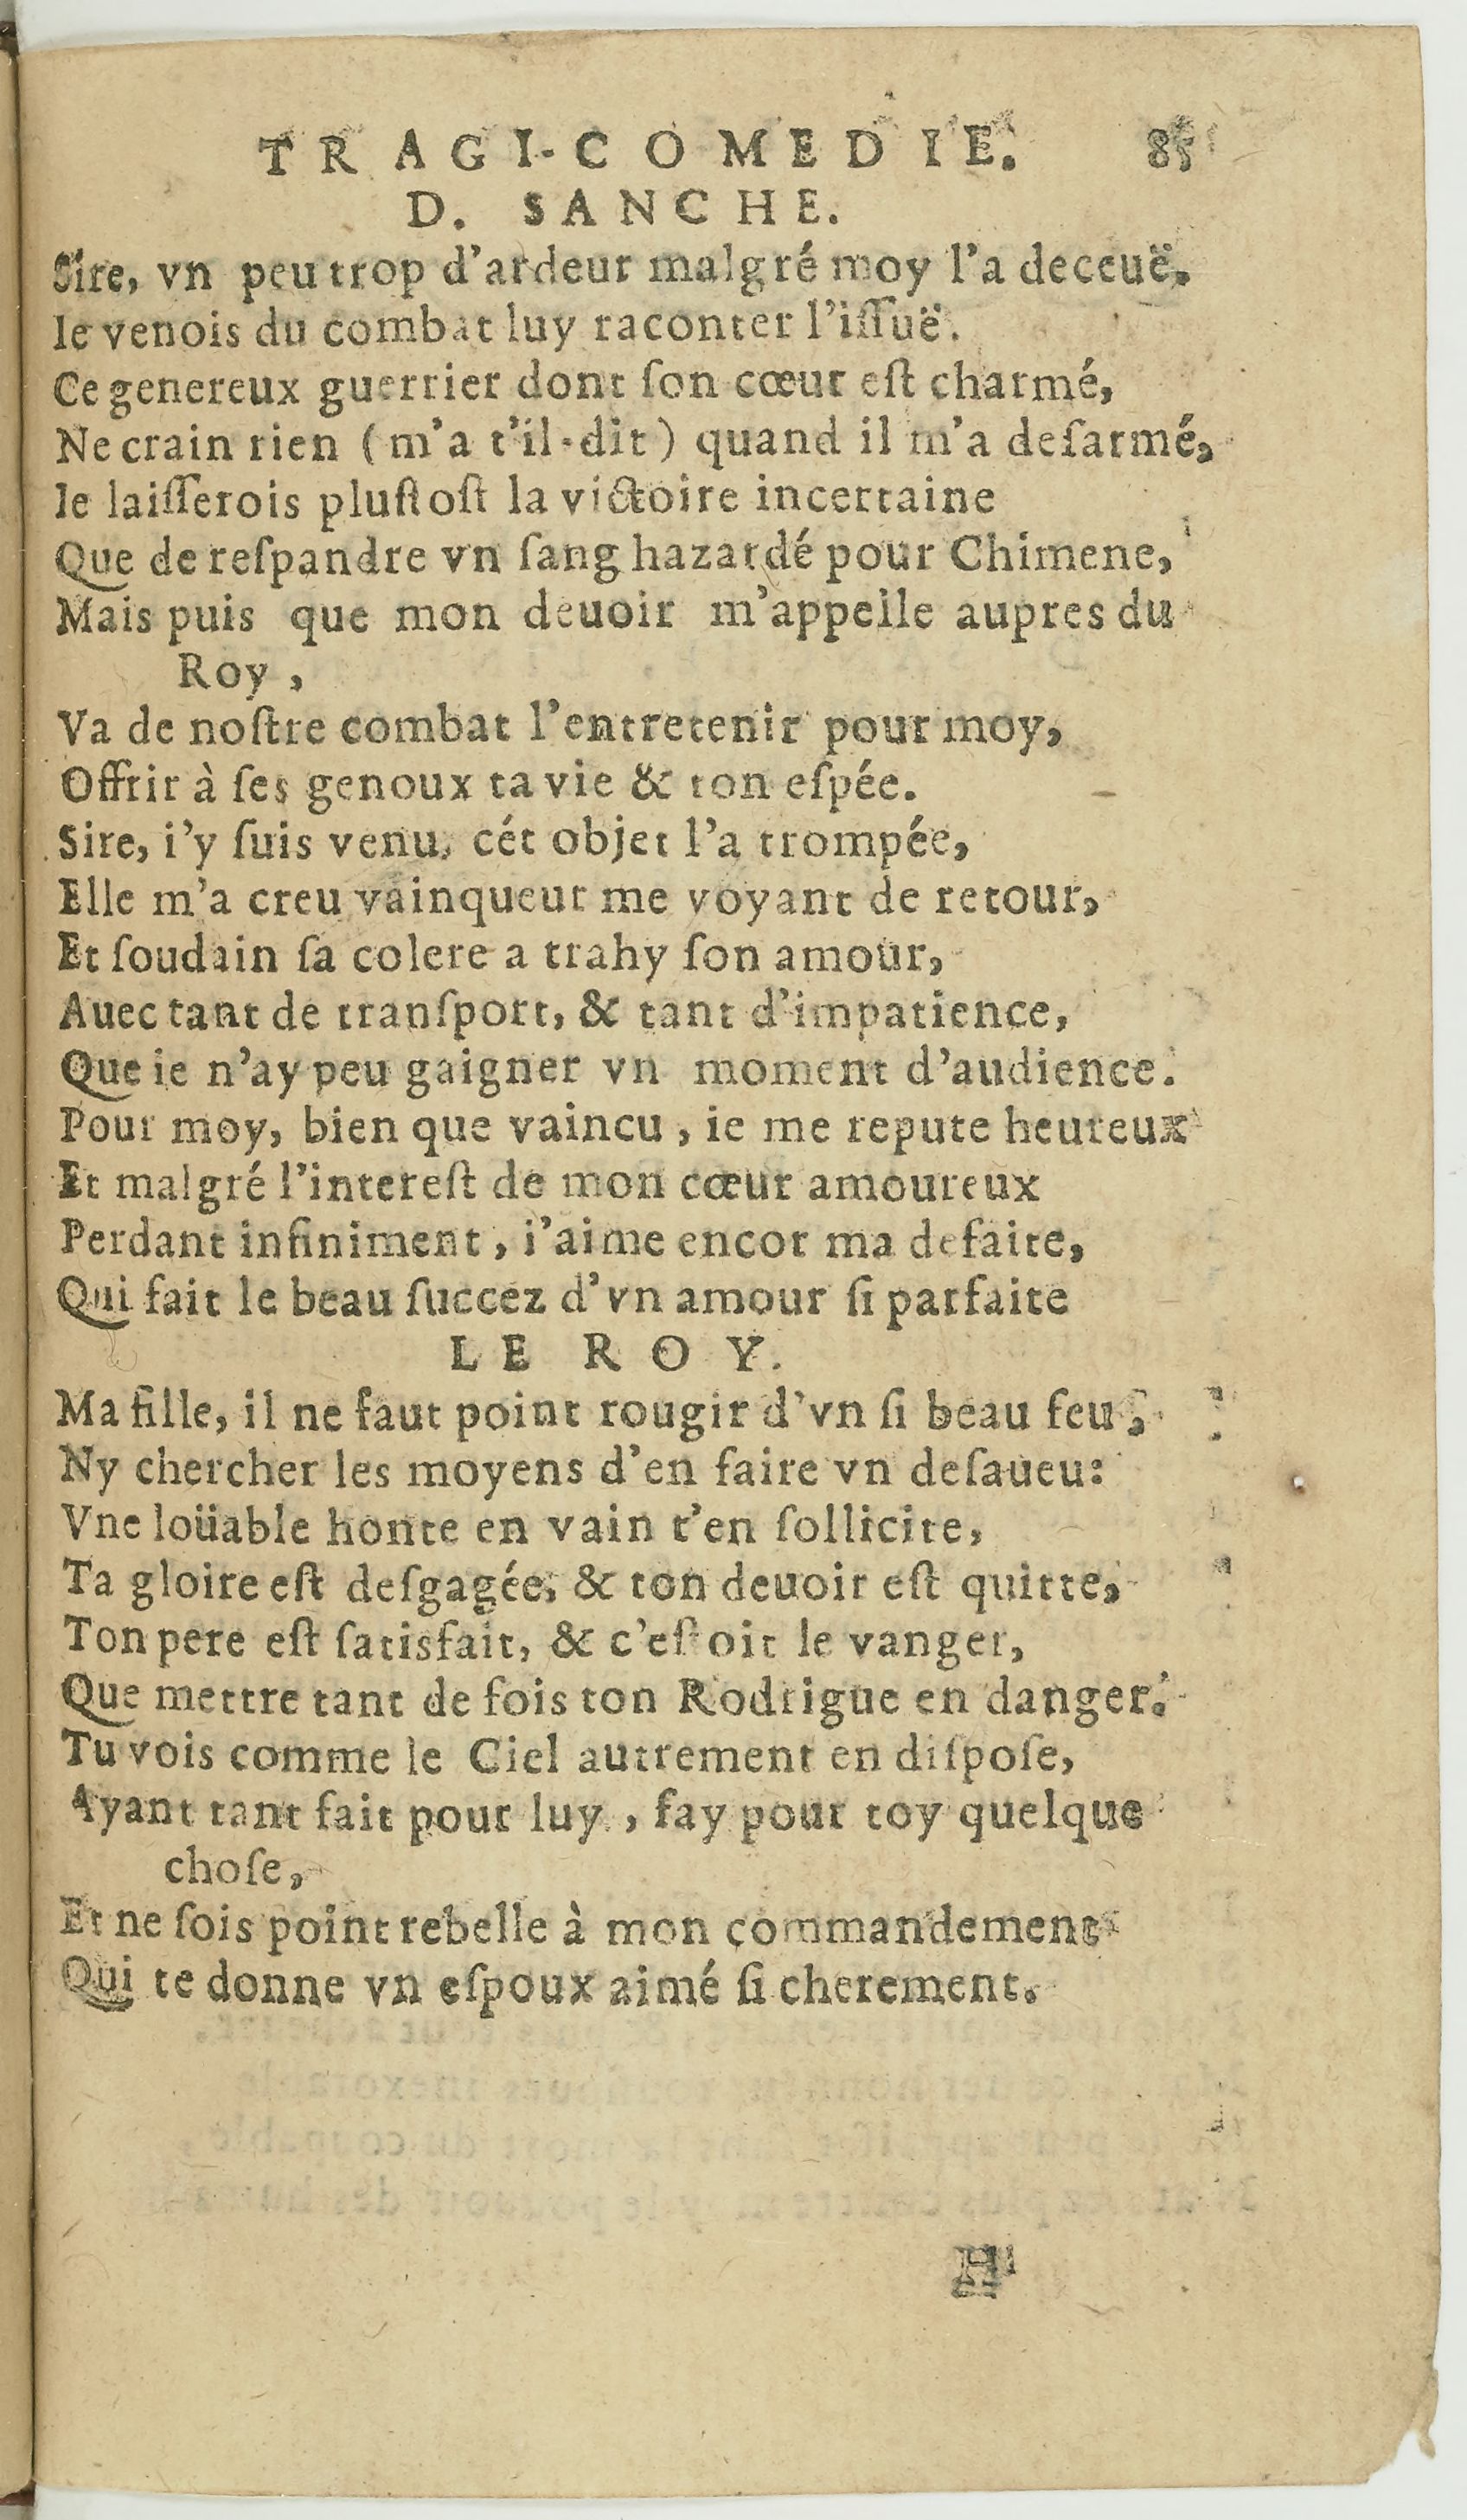 TRAGI-COMEDIE. 85
D. SANCHE.
Sire, vn peu trop d'ardeur malgré moy l'a deceuë.
Ie venois du combat luy raconter l'iſſuë.
Ce genereux guerrier dont ſon cœur eſt charmé,
Ne crain rien (m'a t'il-dit) quand il m'a deſarmé,
Ie laiſſerois pluſtoſt la victoire incertaine
Que de reſpandre vn ſang hazardé pour Chimene,
Mais puis que mon deuoir m'appelle aupres du
Roy,
Va de noſtre combat l'entretenir pour moy,
Offrir à ſes genoux ta vie & ton eſpée.
Sire, i'y ſuis venu, cét objet l'a trompée,
Elle m'a creu vainqueur me voyant de retour,
Et ſoudain ſa colere a trahy ſon amour,
Auec tant de tranſport, & tant d'impatience,
Que ie n'ay peu gaigner vn moment d'audience.
Pour moy, bien que vaincu, ie me repute heureux
Et malgré l'intereſt de mon cœur amoureux
Perdant infiniment, i'aime encor ma defaite,
Qui fait le beau ſuccez d'vn amour ſi parfaite
LE ROY.
Ma fille, il ne faut point rougir d'vn ſi beau feu,
Ny chercher les moyens d'en faire vn deſaueu:
Vne loüable honte en vain t'en ſollicite,
Ta gloire eſt deſgagée, & ton deuoir eſt quitte,
Ton pere eſt ſatisfait, & c'eſtoit le vanger,
Que mettre tant de fois ton Rodrigue en danger.
Tu vois comme le Ciel autrement en diſpoſe,
Ayant tant fait pour luy, fay pour toy quelque
choſe,
Et ne ſois point rebelle à mon commandement
Qui te donne vn eſpoux aimé ſi cherement.
H